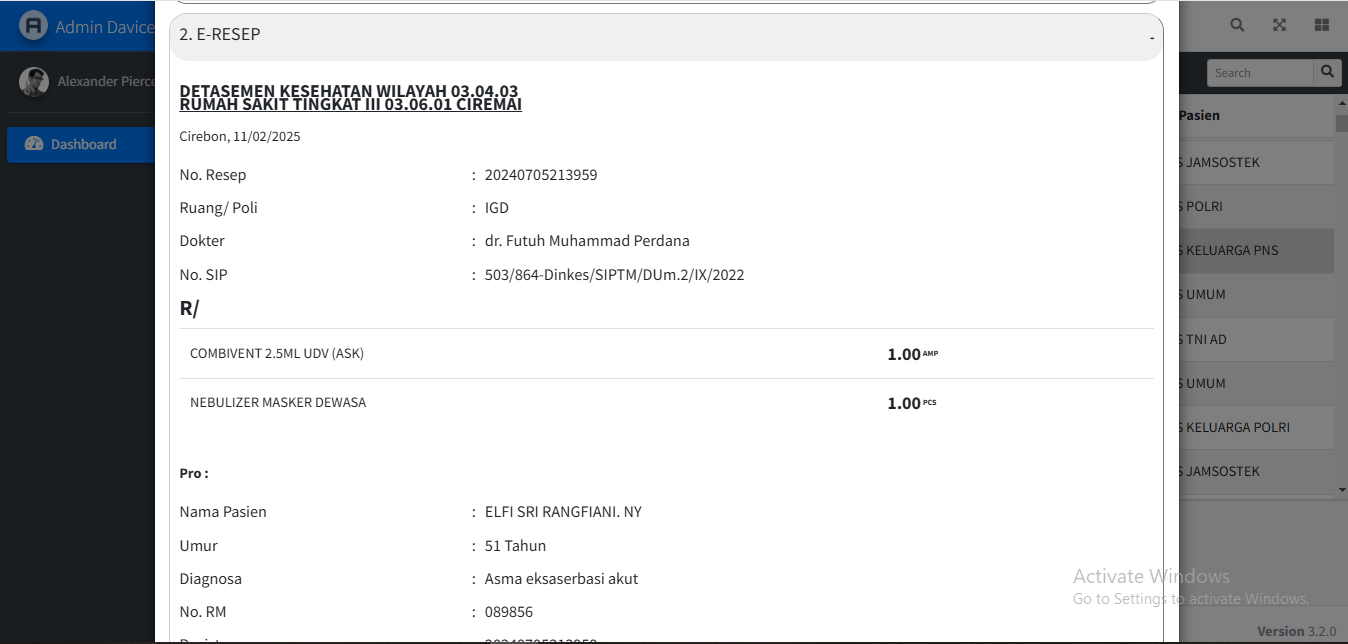 Admin Davice
Alexander Pierce
Dashboard
2. E-RESEP
-
DETASEMEN KESEHATAN WILAYAH 03.04.03
RUMAH SAKIT TINGKAT III 03.06.01 CIREMAI
Cirebon, 11/02/2025
No. Resep : 20240705213959
Ruang/ Poli : IGD
Dokter : dr. Futuh Muhammad Perdana
No. SIP : 503/864-Dinkes/SIPTM/DUm.2/IX/2022
R/
COMBIVENT 2.5ML UDV (ASK) 1.00 AMP
NEBULIZER MASKER DEWASA 1.00 PCS
Pro :
Nama Pasien : ELFI SRI RANGFIANI. NY
Umur : 51 Tahun
Diagnosa : Asma eksaserbasi akut
No. RM : 089856
Search
Pasien
S JAMSOSTEK
S POLRI
S KELUARGA PNS
S UMUM
S TNI AD
S UMUM
S KELUARGA POLRI
S JAMSOSTEK
Activate Windows
Go to Settings to activate Windows.
Version 3.2.0